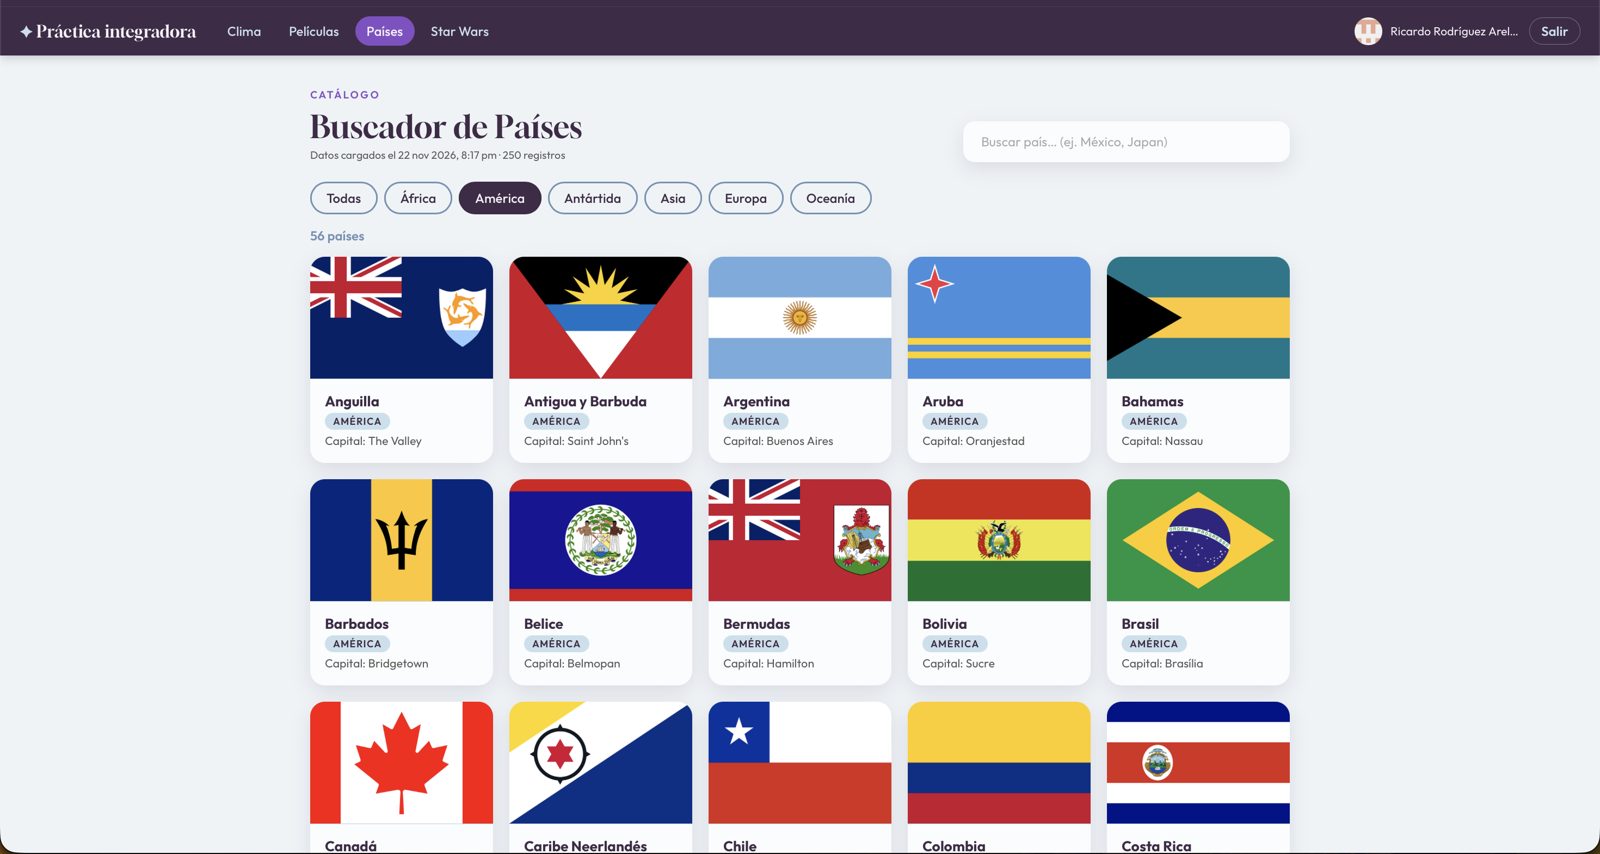 ✦ Práctica integradora Clima Películas Países Star Wars Ricardo Rodríguez Arel... Salir
CATÁLOGO
Buscador de Países
Datos cargados el 22 nov 2026, 8:17 pm · 250 registros
Buscar país... (ej. México, Japan)
Todas África América Antártida Asia Europa Oceanía
56 países
Anguilla
AMÉRICA
Capital: The Valley
Antigua y Barbuda
AMÉRICA
Capital: Saint John's
Argentina
AMÉRICA
Capital: Buenos Aires
Aruba
AMÉRICA
Capital: Oranjestad
Bahamas
AMÉRICA
Capital: Nassau
Barbados
AMÉRICA
Capital: Bridgetown
Belice
AMÉRICA
Capital: Belmopan
Bermudas
AMÉRICA
Capital: Hamilton
Bolivia
AMÉRICA
Capital: Sucre
Brasil
AMÉRICA
Capital: Brasília
Canadá
Caribe Neerlandés
Chile
Colombia
Costa Rica